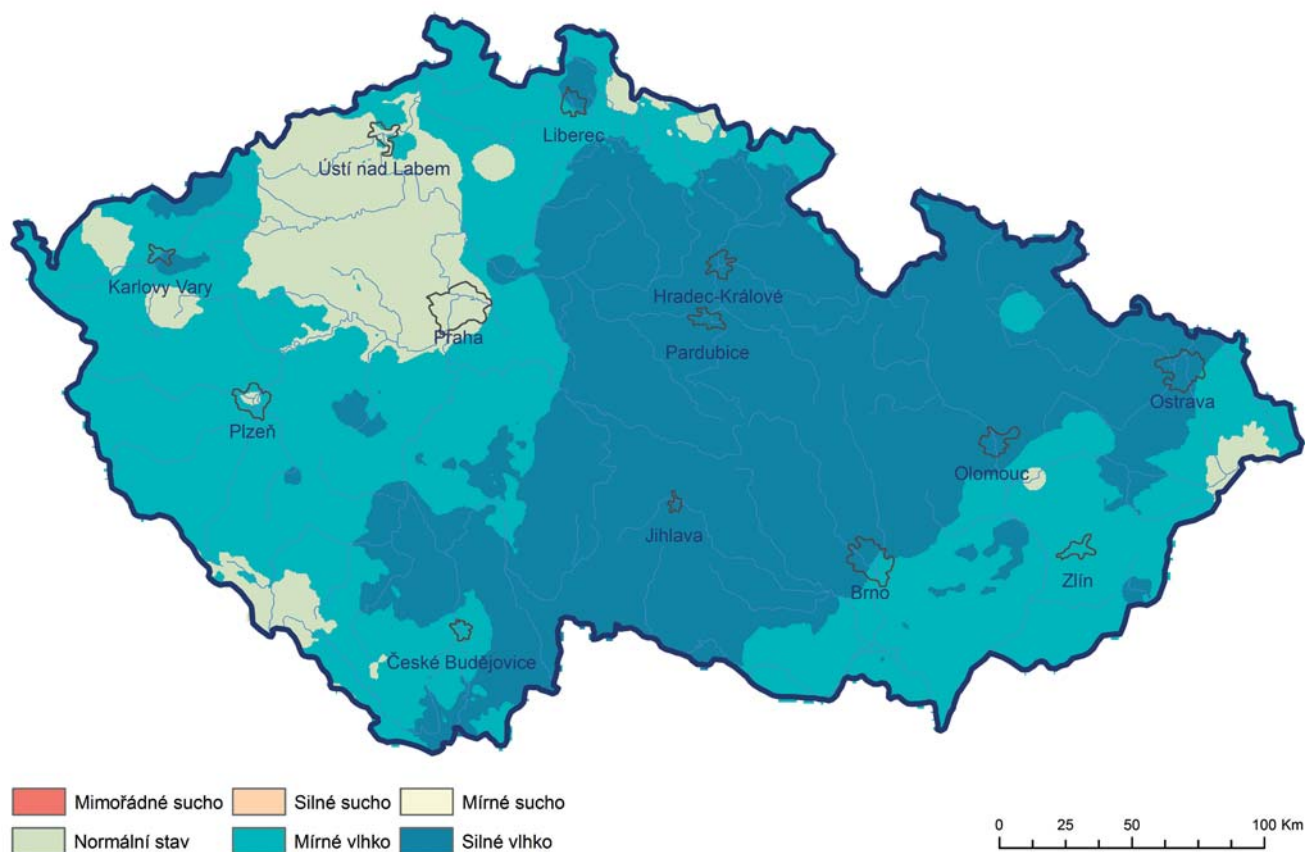 Liberec
Ústí nad Labem
Karlovy Vary
Hradec-Králové
Praha
Pardubice
Ostrava
Plzeň
Olomouc
Jihlava
Brno
Zlín
České Budějovice
Mimořádné sucho
Silné sucho
Mírné sucho
Normální stav
Mírné vlhko
Silné vlhko
0 25 50 100 Km